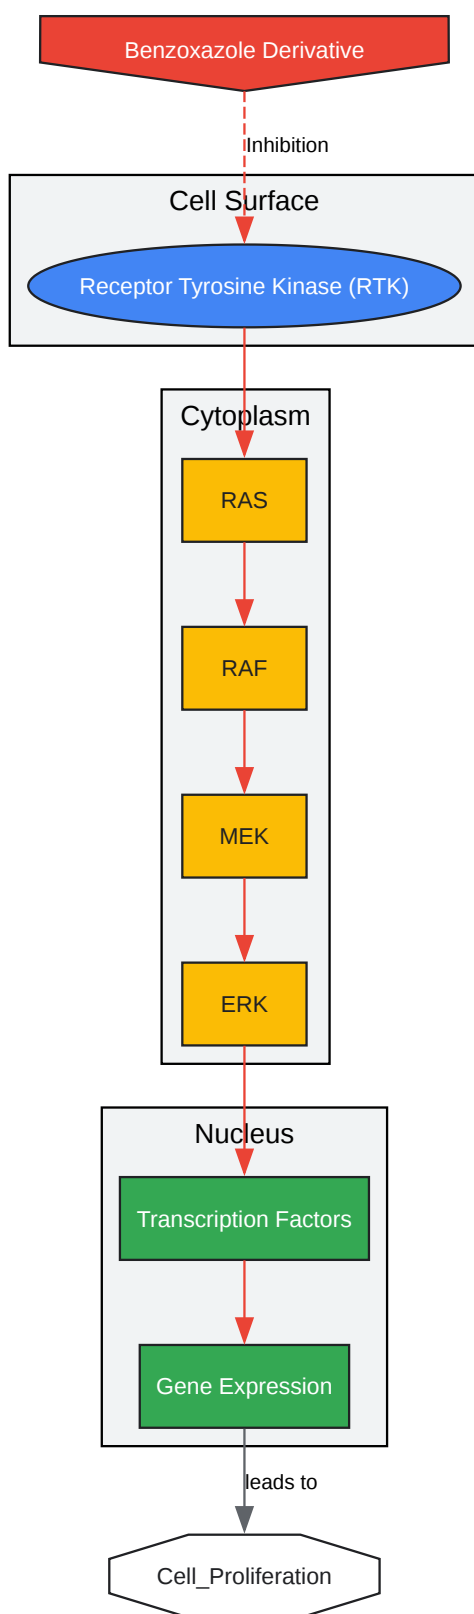 Benzoxazole Derivative
Inhibition
Cell Surface
Receptor Tyrosine Kinase (RTK)
Cytoplasm
RAS
RAF
MEK
ERK
Nucleus
Transcription Factors
Gene Expression
leads to
Cell_Proliferation